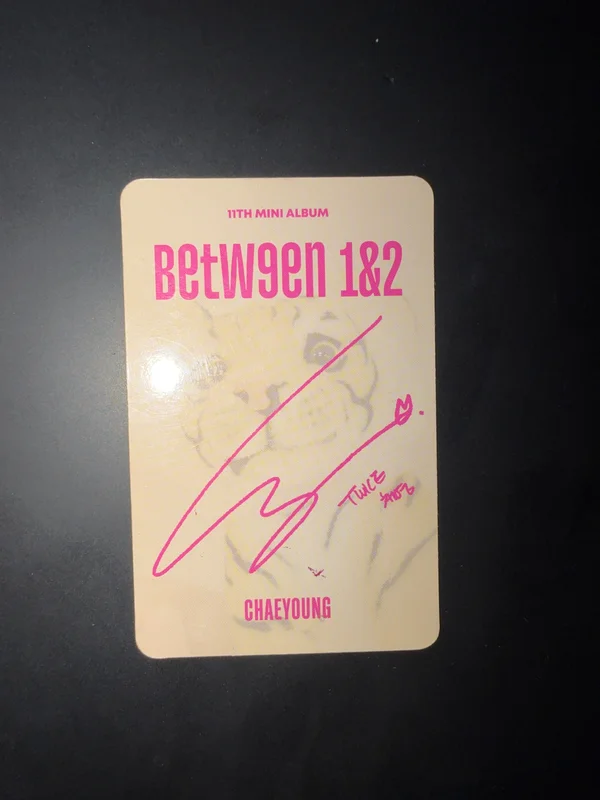 11TH MINI ALBUM
BetW9eN 1&2
TWICE
채영
CHAEYOUNG